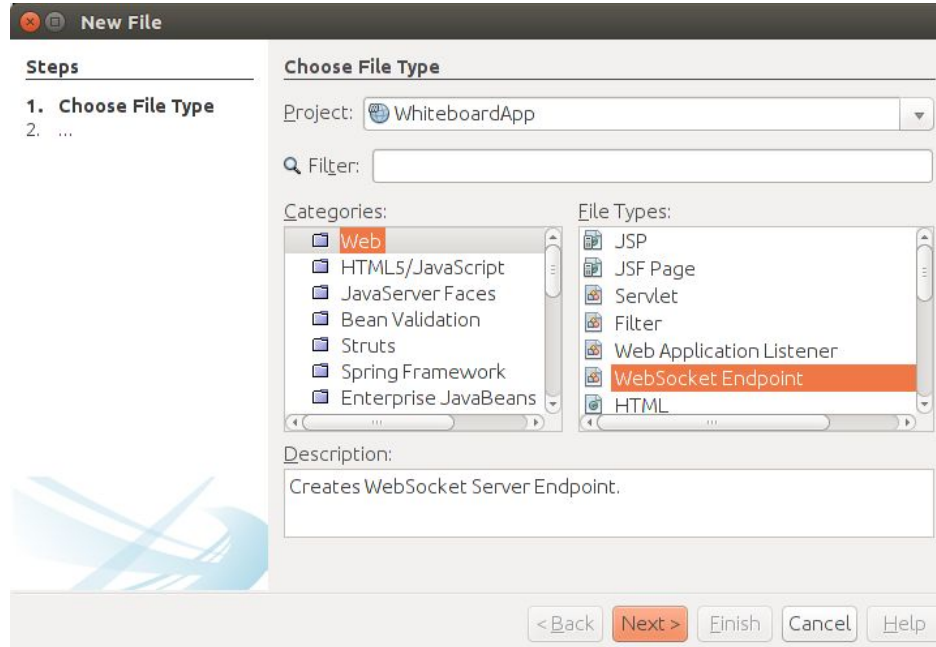 New File
Steps
1. Choose File Type
2. ...
Choose File Type
Project: WhiteboardApp
Filter:
Categories:
Web
HTML5/JavaScript
JavaServer Faces
Bean Validation
Struts
Spring Framework
Enterprise JavaBeans
File Types:
JSP
JSF Page
Servlet
Filter
Web Application Listener
WebSocket Endpoint
HTML
Description:
Creates WebSocket Server Endpoint.
< Back Next > Finish Cancel Help